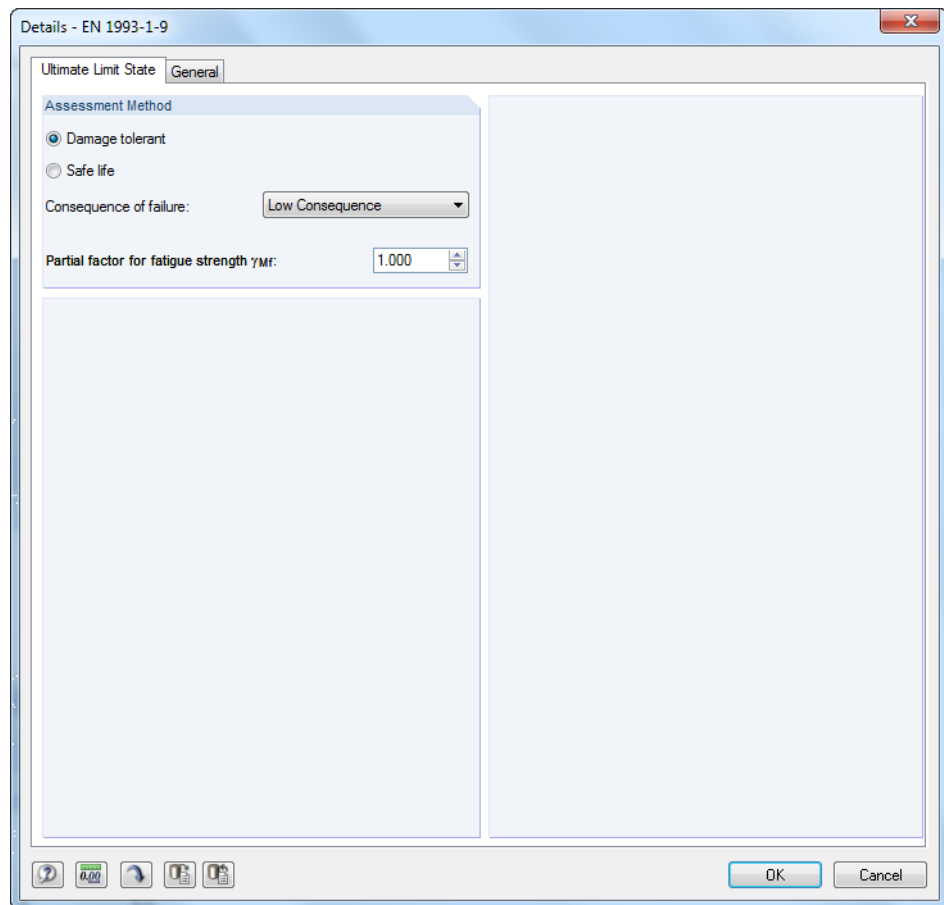 Details - EN 1993-1-9
Ultimate Limit State
General
Assessment Method
Damage tolerant
Safe life
Consequence of failure: Low Consequence
Partial factor for fatigue strength γMf: 1.000
0.00
OK
Cancel